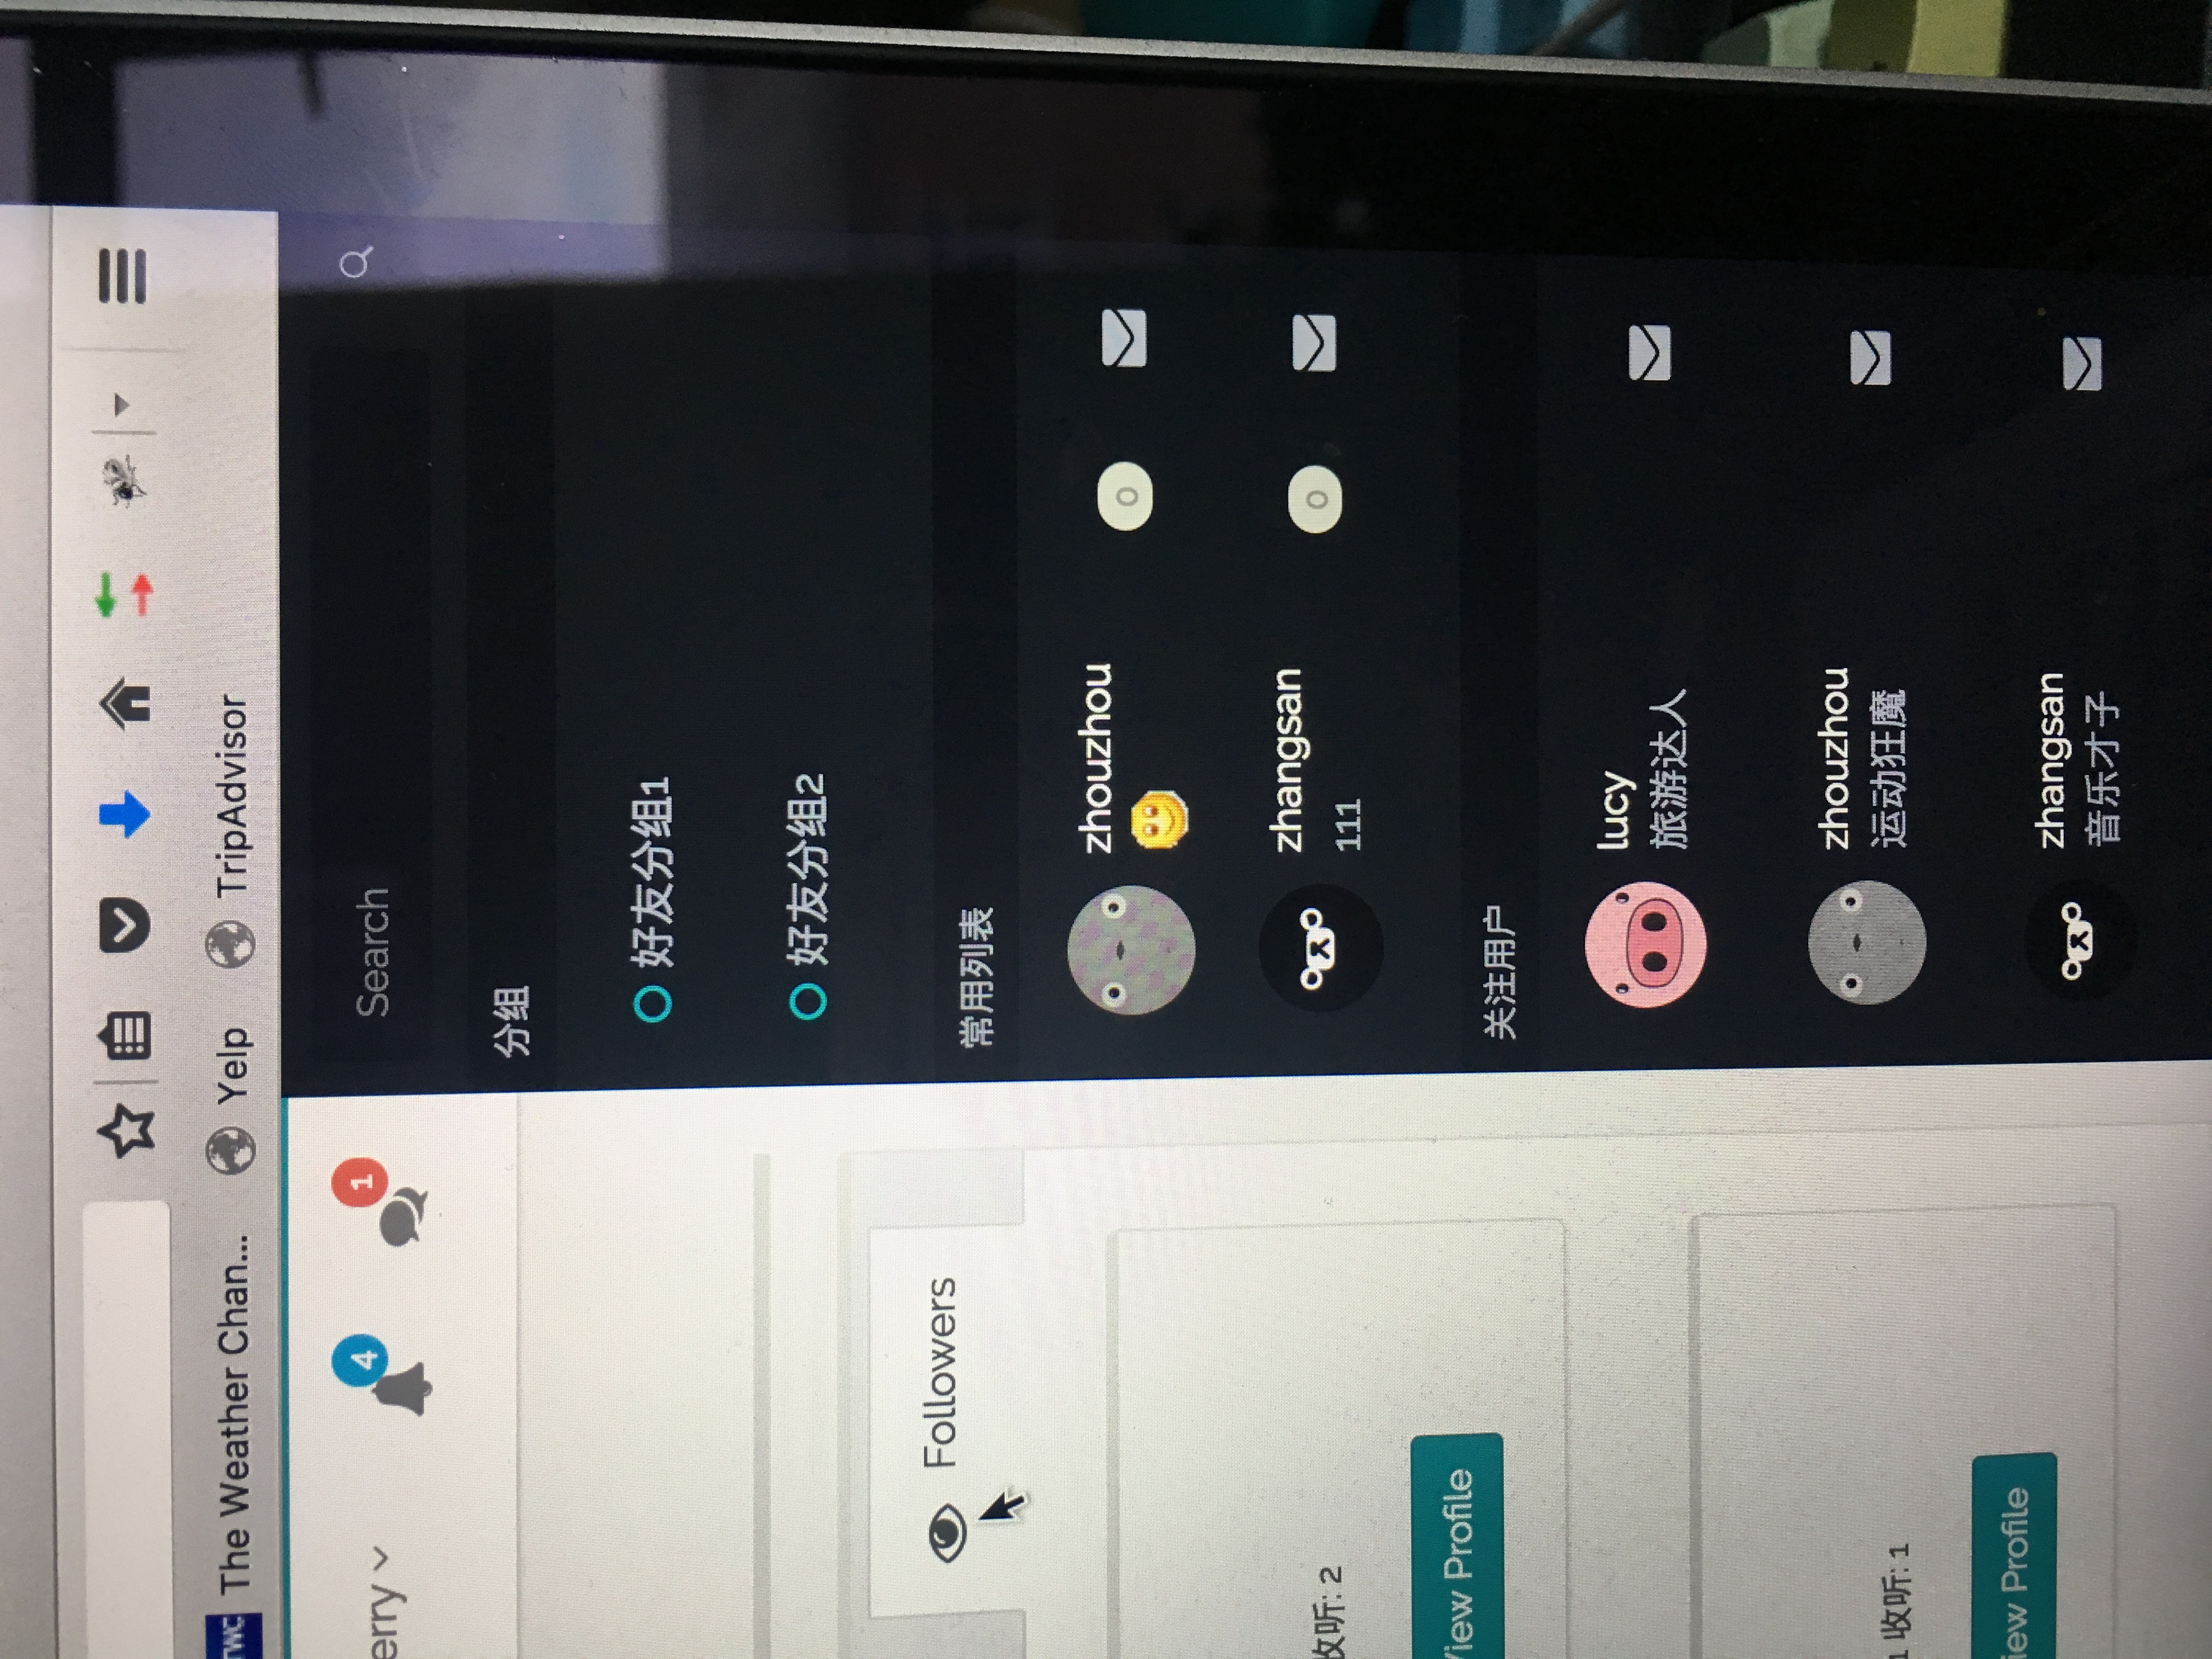 TWC The Weather Chan... Yelp TripAdvisor
erry 4 1
Search
分组
好友分组1
好友分组2
Followers
常用列表
zhouzhou 0
zhangsan 0
111
收听: 2
View Profile
关注用户
lucy
旅游达人
zhouzhou
运动狂魔
1 收听: 1
View Profile
zhangsan
音乐才子